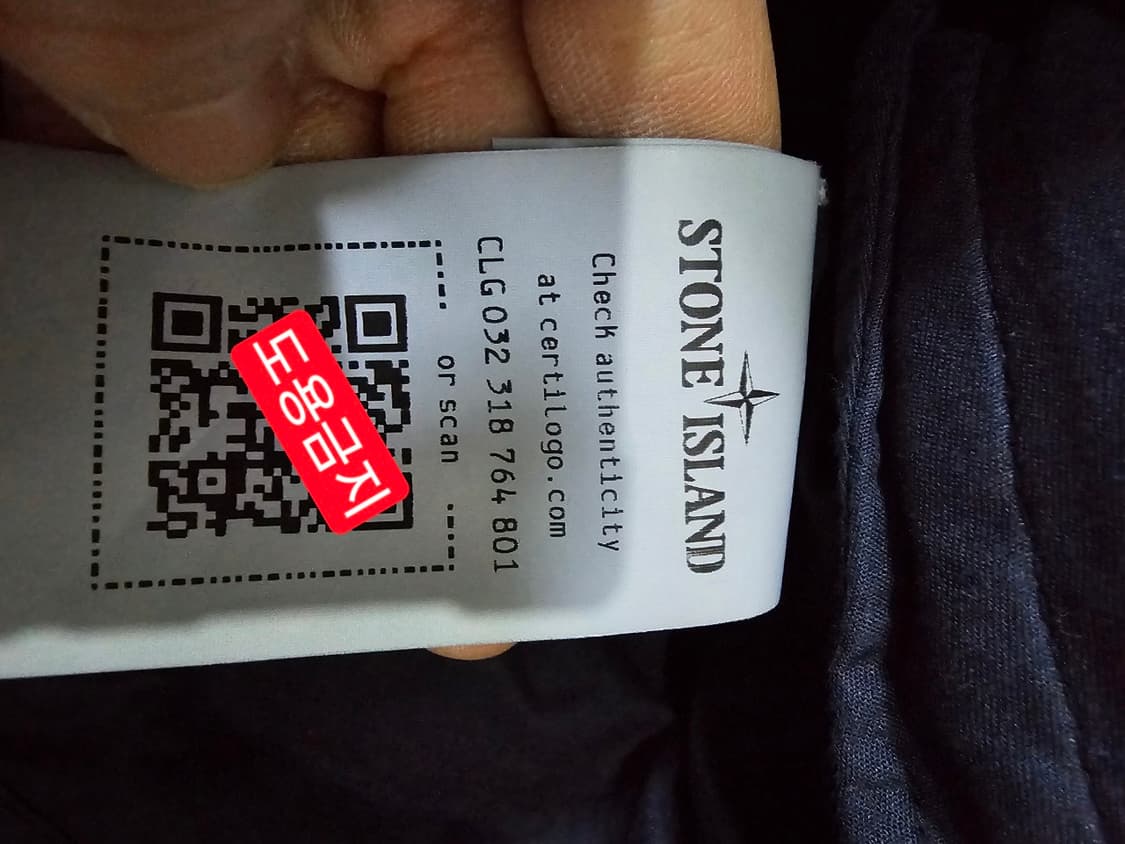 STONE ISLAND
Check authenticity
at certilogo.com
CLG 032 318 764 801
or scan
도용금지